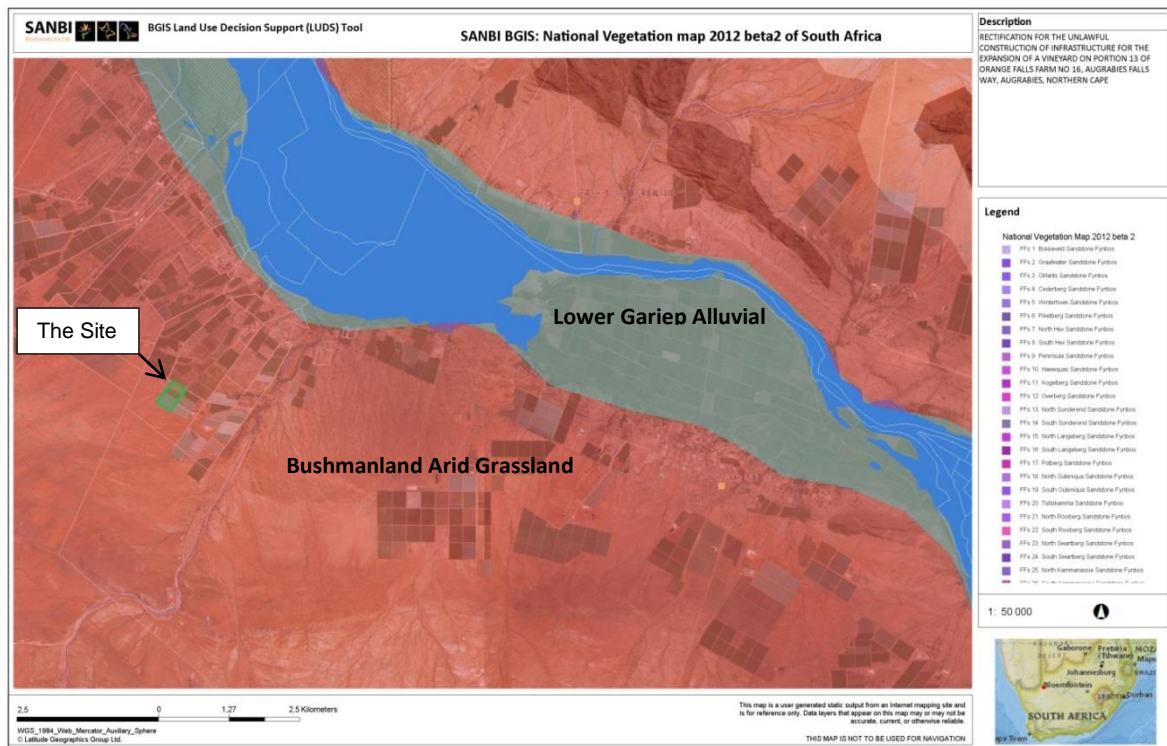 SANBI
Biodiversity for Life
BGIS Land Use Decision Support (LUDS) Tool
SANBI BGIS: National Vegetation map 2012 beta2 of South Africa
Description
RECTIFICATION FOR THE UNLAWFUL
CONSTRUCTION OF INFRASTRUCTURE FOR THE
EXPANSION OF A VINEYARD ON PORTION 13 OF
ORANGE FALLS FARM NO 16, AUGRABIES FALLS
WAY, AUGRABIES, NORTHERN CAPE
The Site
Lower Gariep Alluvial
Bushmanland Arid Grassland
Legend
National Vegetation Map 2012 beta 2
FFs 1 Bokkeveld Sandstone Fynbos
FFs 2 Graafwater Sandstone Fynbos
FFs 3 Olifants Sandstone Fynbos
FFs 4 Cederberg Sandstone Fynbos
FFs 5 Winterhoek Sandstone Fynbos
FFs 6 Piketberg Sandstone Fynbos
FFs 7 North Hex Sandstone Fynbos
FFs 8 South Hex Sandstone Fynbos
FFs 9 Peninsula Sandstone Fynbos
FFs 10 Hawequas Sandstone Fynbos
FFs 11 Kogelberg Sandstone Fynbos
FFs 12 Overberg Sandstone Fynbos
FFs 13 North Sonderend Sandstone Fynbos
FFs 14 South Sonderend Sandstone Fynbos
FFs 15 North Langeberg Sandstone Fynbos
FFs 16 South Langeberg Sandstone Fynbos
FFs 17 Potberg Sandstone Fynbos
FFs 18 North Outeniqua Sandstone Fynbos
FFs 19 South Outeniqua Sandstone Fynbos
FFs 20 Tsitsikamma Sandstone Fynbos
FFs 21 North Rooiberg Sandstone Fynbos
FFs 22 South Rooiberg Sandstone Fynbos
FFs 23 North Swartberg Sandstone Fynbos
FFs 24 South Swartberg Sandstone Fynbos
FFs 25 North Kammanassie Sandstone Fynbos
1: 50 000
Gaborone
Pretoria
(Tshwane)
MOZ
Maputo
DESERT
Johannesburg
SWAZI
Bloemfontein
LESOTHO
Durban
SOUTH AFRICA
ape Town
2,5 0 1,27 2,5 Kilometers
WGS_1984_Web_Mercator_Auxiliary_Sphere
© Latitude Geographics Group Ltd.
This map is a user generated static output from an Internet mapping site and
is for reference only. Data layers that appear on this map may or may not be
accurate, current, or otherwise reliable.
THIS MAP IS NOT TO BE USED FOR NAVIGATION